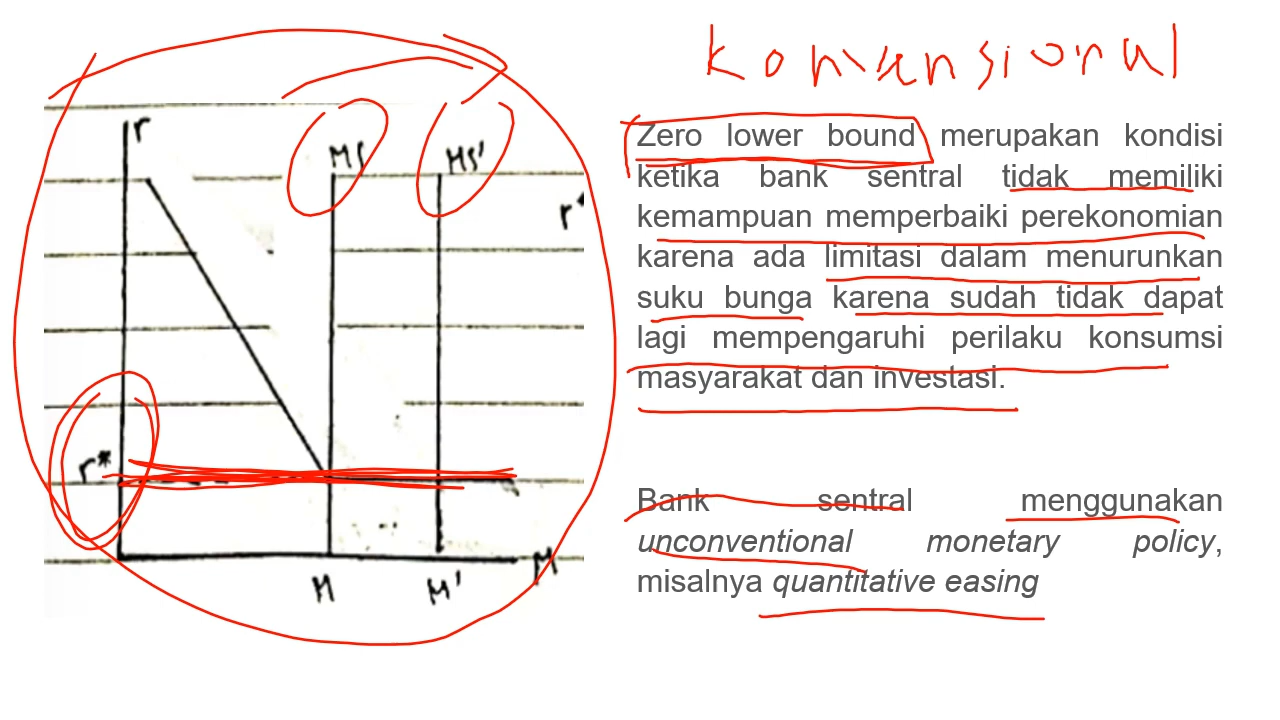 Konvensional
r
MS
MS'
r*
r*
M
M'
M
Zero lower bound merupakan kondisi
ketika bank sentral tidak memiliki
kemampuan memperbaiki perekonomian
karena ada limitasi dalam menurunkan
suku bunga karena sudah tidak dapat
lagi mempengaruhi perilaku konsumsi
masyarakat dan investasi.
Bank sentral menggunakan
unconventional monetary policy,
misalnya quantitative easing